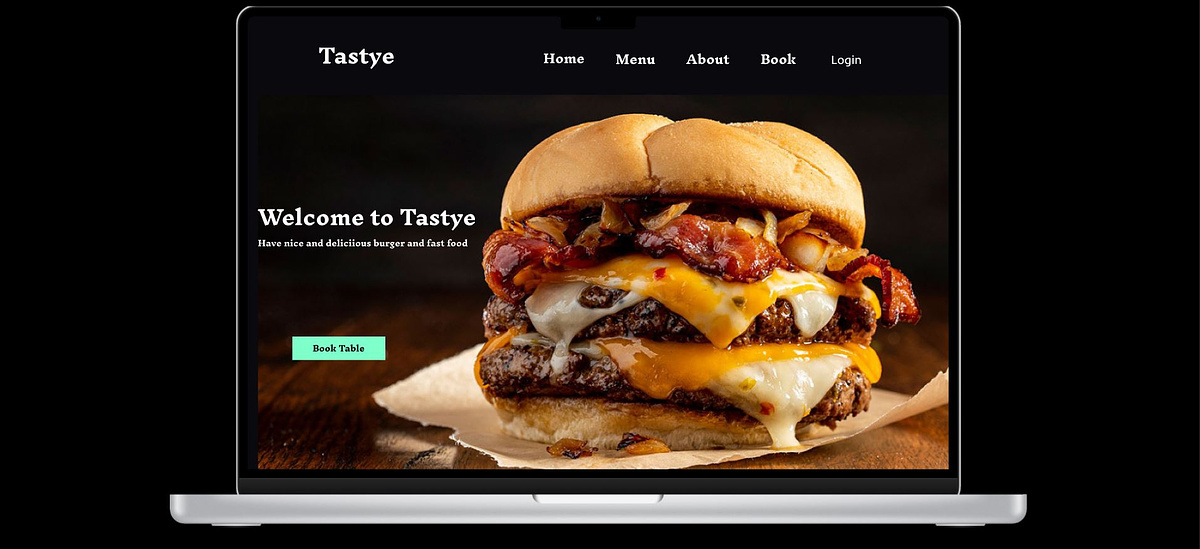 Tastye
Home Menu About Book Login
Welcome to Tastye
Have nice and deliciious burger and fast food
Book Table